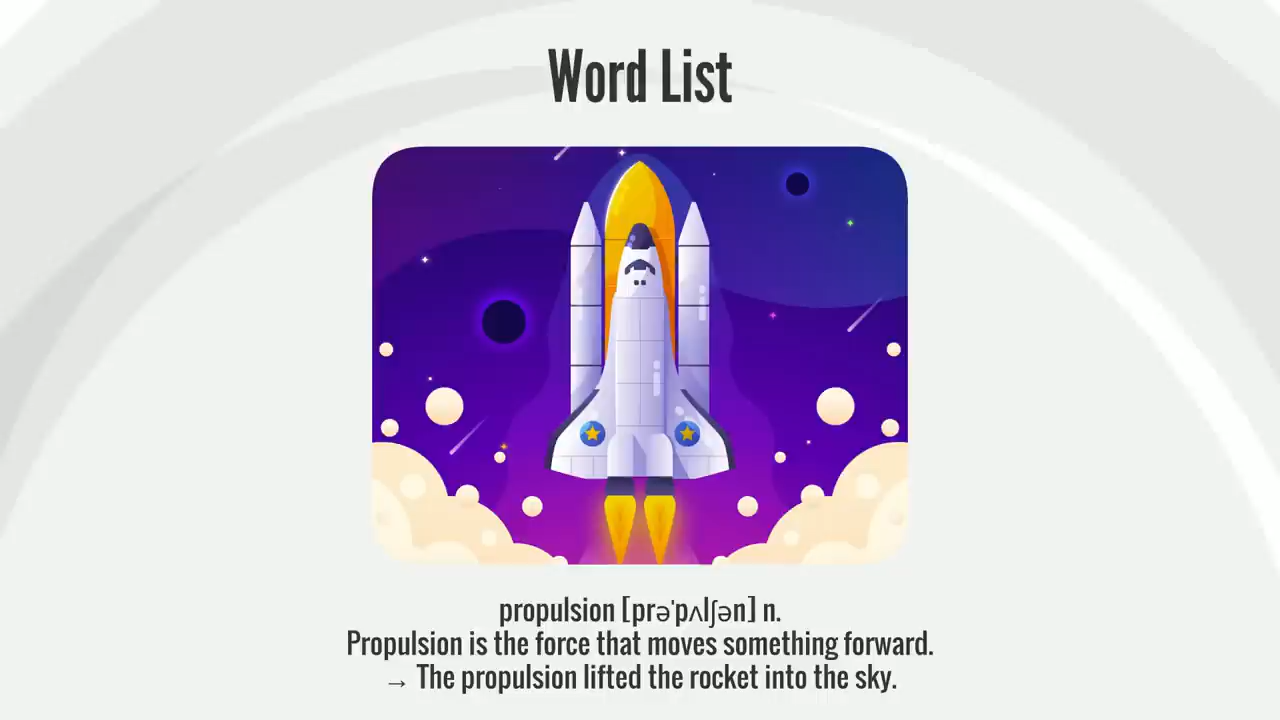 Word List
propulsion [prəˈpʌlʃən] n.
Propulsion is the force that moves something forward.
→ The propulsion lifted the rocket into the sky.